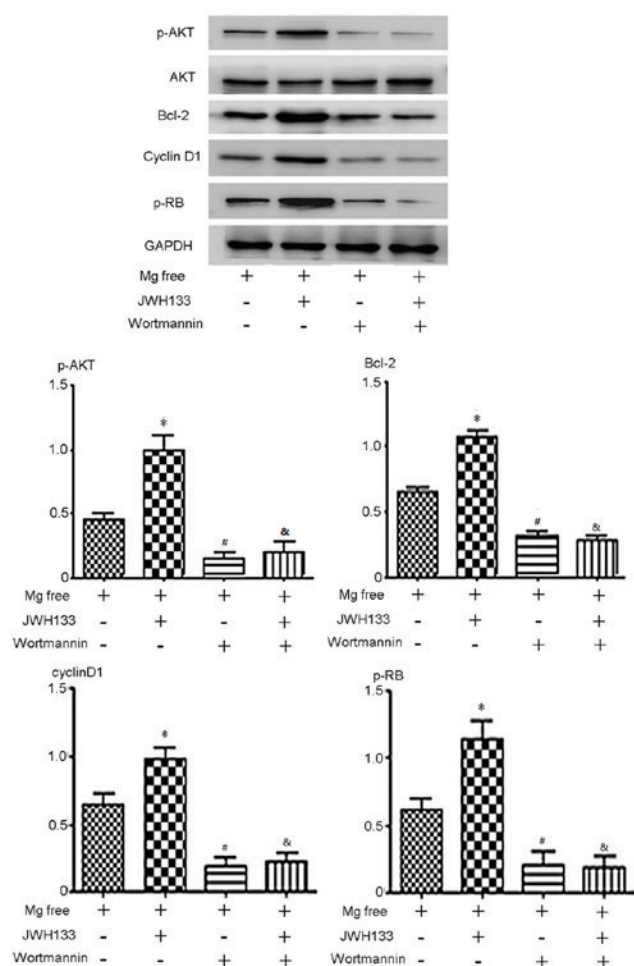 p-AKT
AKT
Bcl-2
Cyclin D1
p-RB
GAPDH
Mg free + + + +
JWH133 - + - +
Wortmannin - - + +
p-AKT
1.5
1.0
0.5
0
*
#
&
Mg free + + + +
JWH133 - + - +
Wortmannin - - + +
Bcl-2
1.5
1.0
0.5
0
*
#
&
Mg free + + + +
JWH133 - + - +
Wortmannin - - + +
cyclinD1
1.5
1.0
0.5
0
*
#
&
Mg free + + + +
JWH133 - + - +
Wortmannin - - + +
p-RB
1.5
1.0
0.5
0
*
#
&
Mg free + + + +
JWH133 - + - +
Wortmannin - - + +